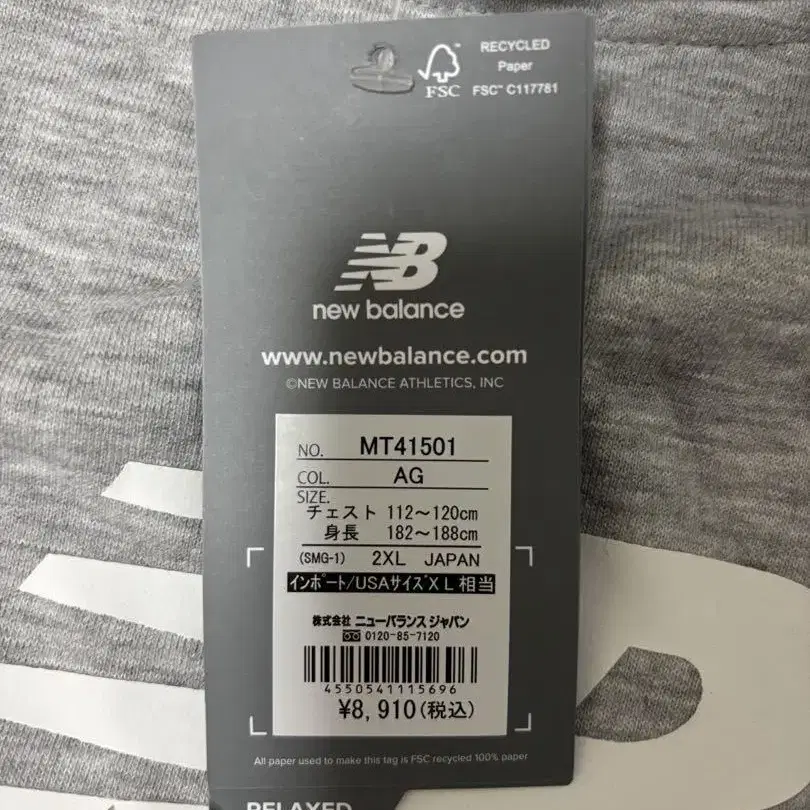 RECYCLED
Paper
FSC™ C117781
FSC™
NB
new balance
www.newbalance.com
©NEW BALANCE ATHLETICS, INC
NO. MT41501
COL. AG
SIZE.
チェスト 112～120cm
身長 182～188cm
(SMG-1) 2XL JAPAN
インポート/USAサイズXL相当
株式会社 ニューバランス ジャパン
0120-85-7120
4550541115696
¥8,910(税込)
All paper used to make this tag is FSC recycled 100% paper
RELAXED